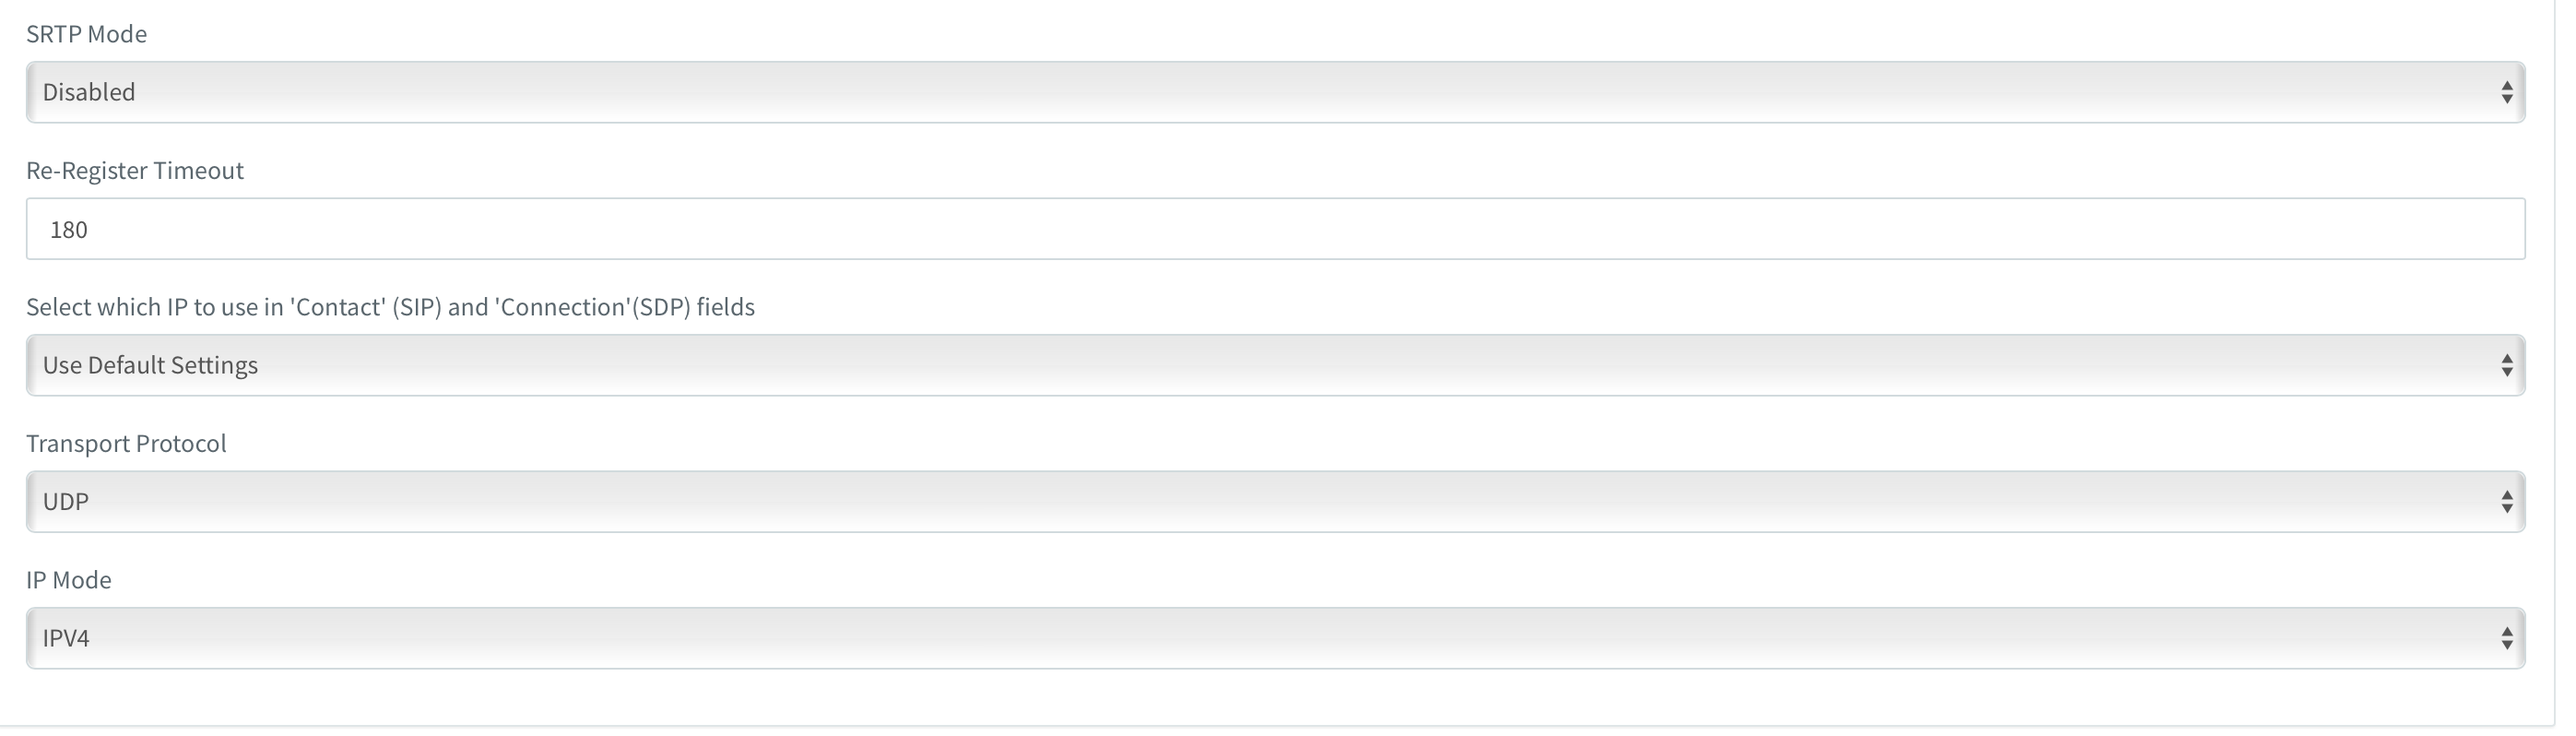 SRTP Mode
Disabled
Re-Register Timeout
180
Select which IP to use in 'Contact' (SIP) and 'Connection'(SDP) fields
Use Default Settings
Transport Protocol
UDP
IP Mode
IPV4